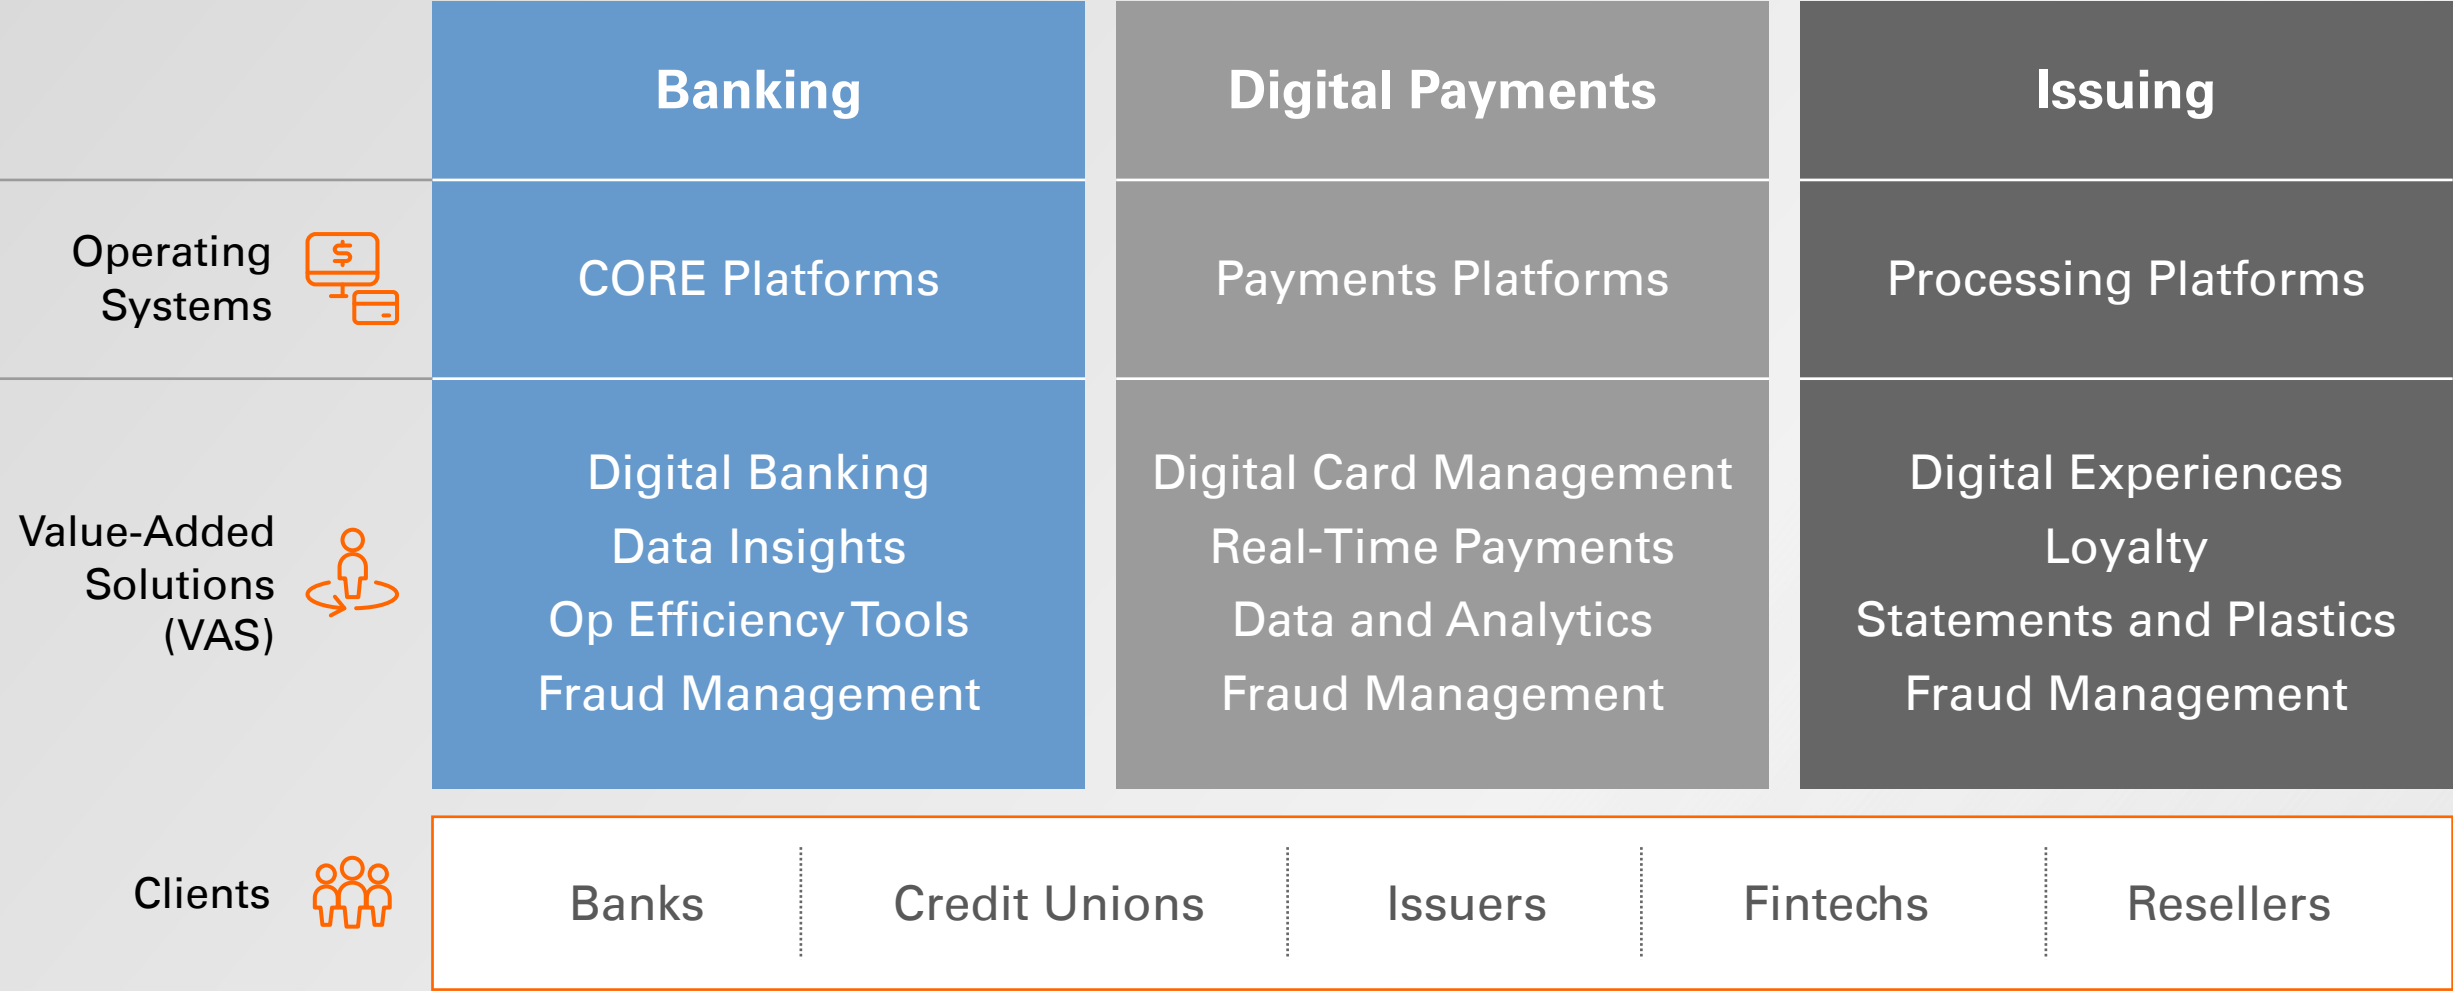 Banking
Digital Payments
Issuing
Operating
Systems
$
CORE Platforms
Payments Platforms
Processing Platforms
Value-Added
Solutions
(VAS)
Digital Banking
Data Insights
Op Efficiency Tools
Fraud Management
Digital Card Management
Real-Time Payments
Data and Analytics
Fraud Management
Digital Experiences
Loyalty
Statements and Plastics
Fraud Management
Clients
Banks
Credit Unions
Issuers
Fintechs
Resellers